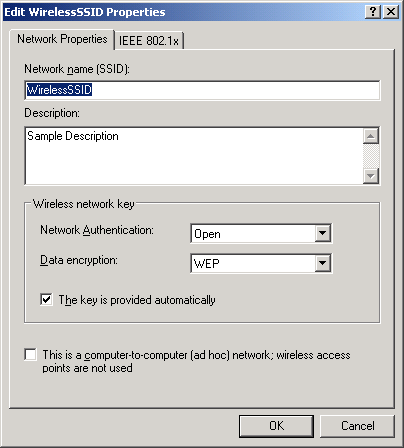 Edit WirelessSSID Properties
Network Properties IEEE 802.1x
Network name (SSID):
WirelessSSID
Description:
Sample Description
Wireless network key
Network Authentication: Open
Data encryption: WEP
The key is provided automatically
This is a computer-to-computer (ad hoc) network; wireless access
points are not used
OK Cancel